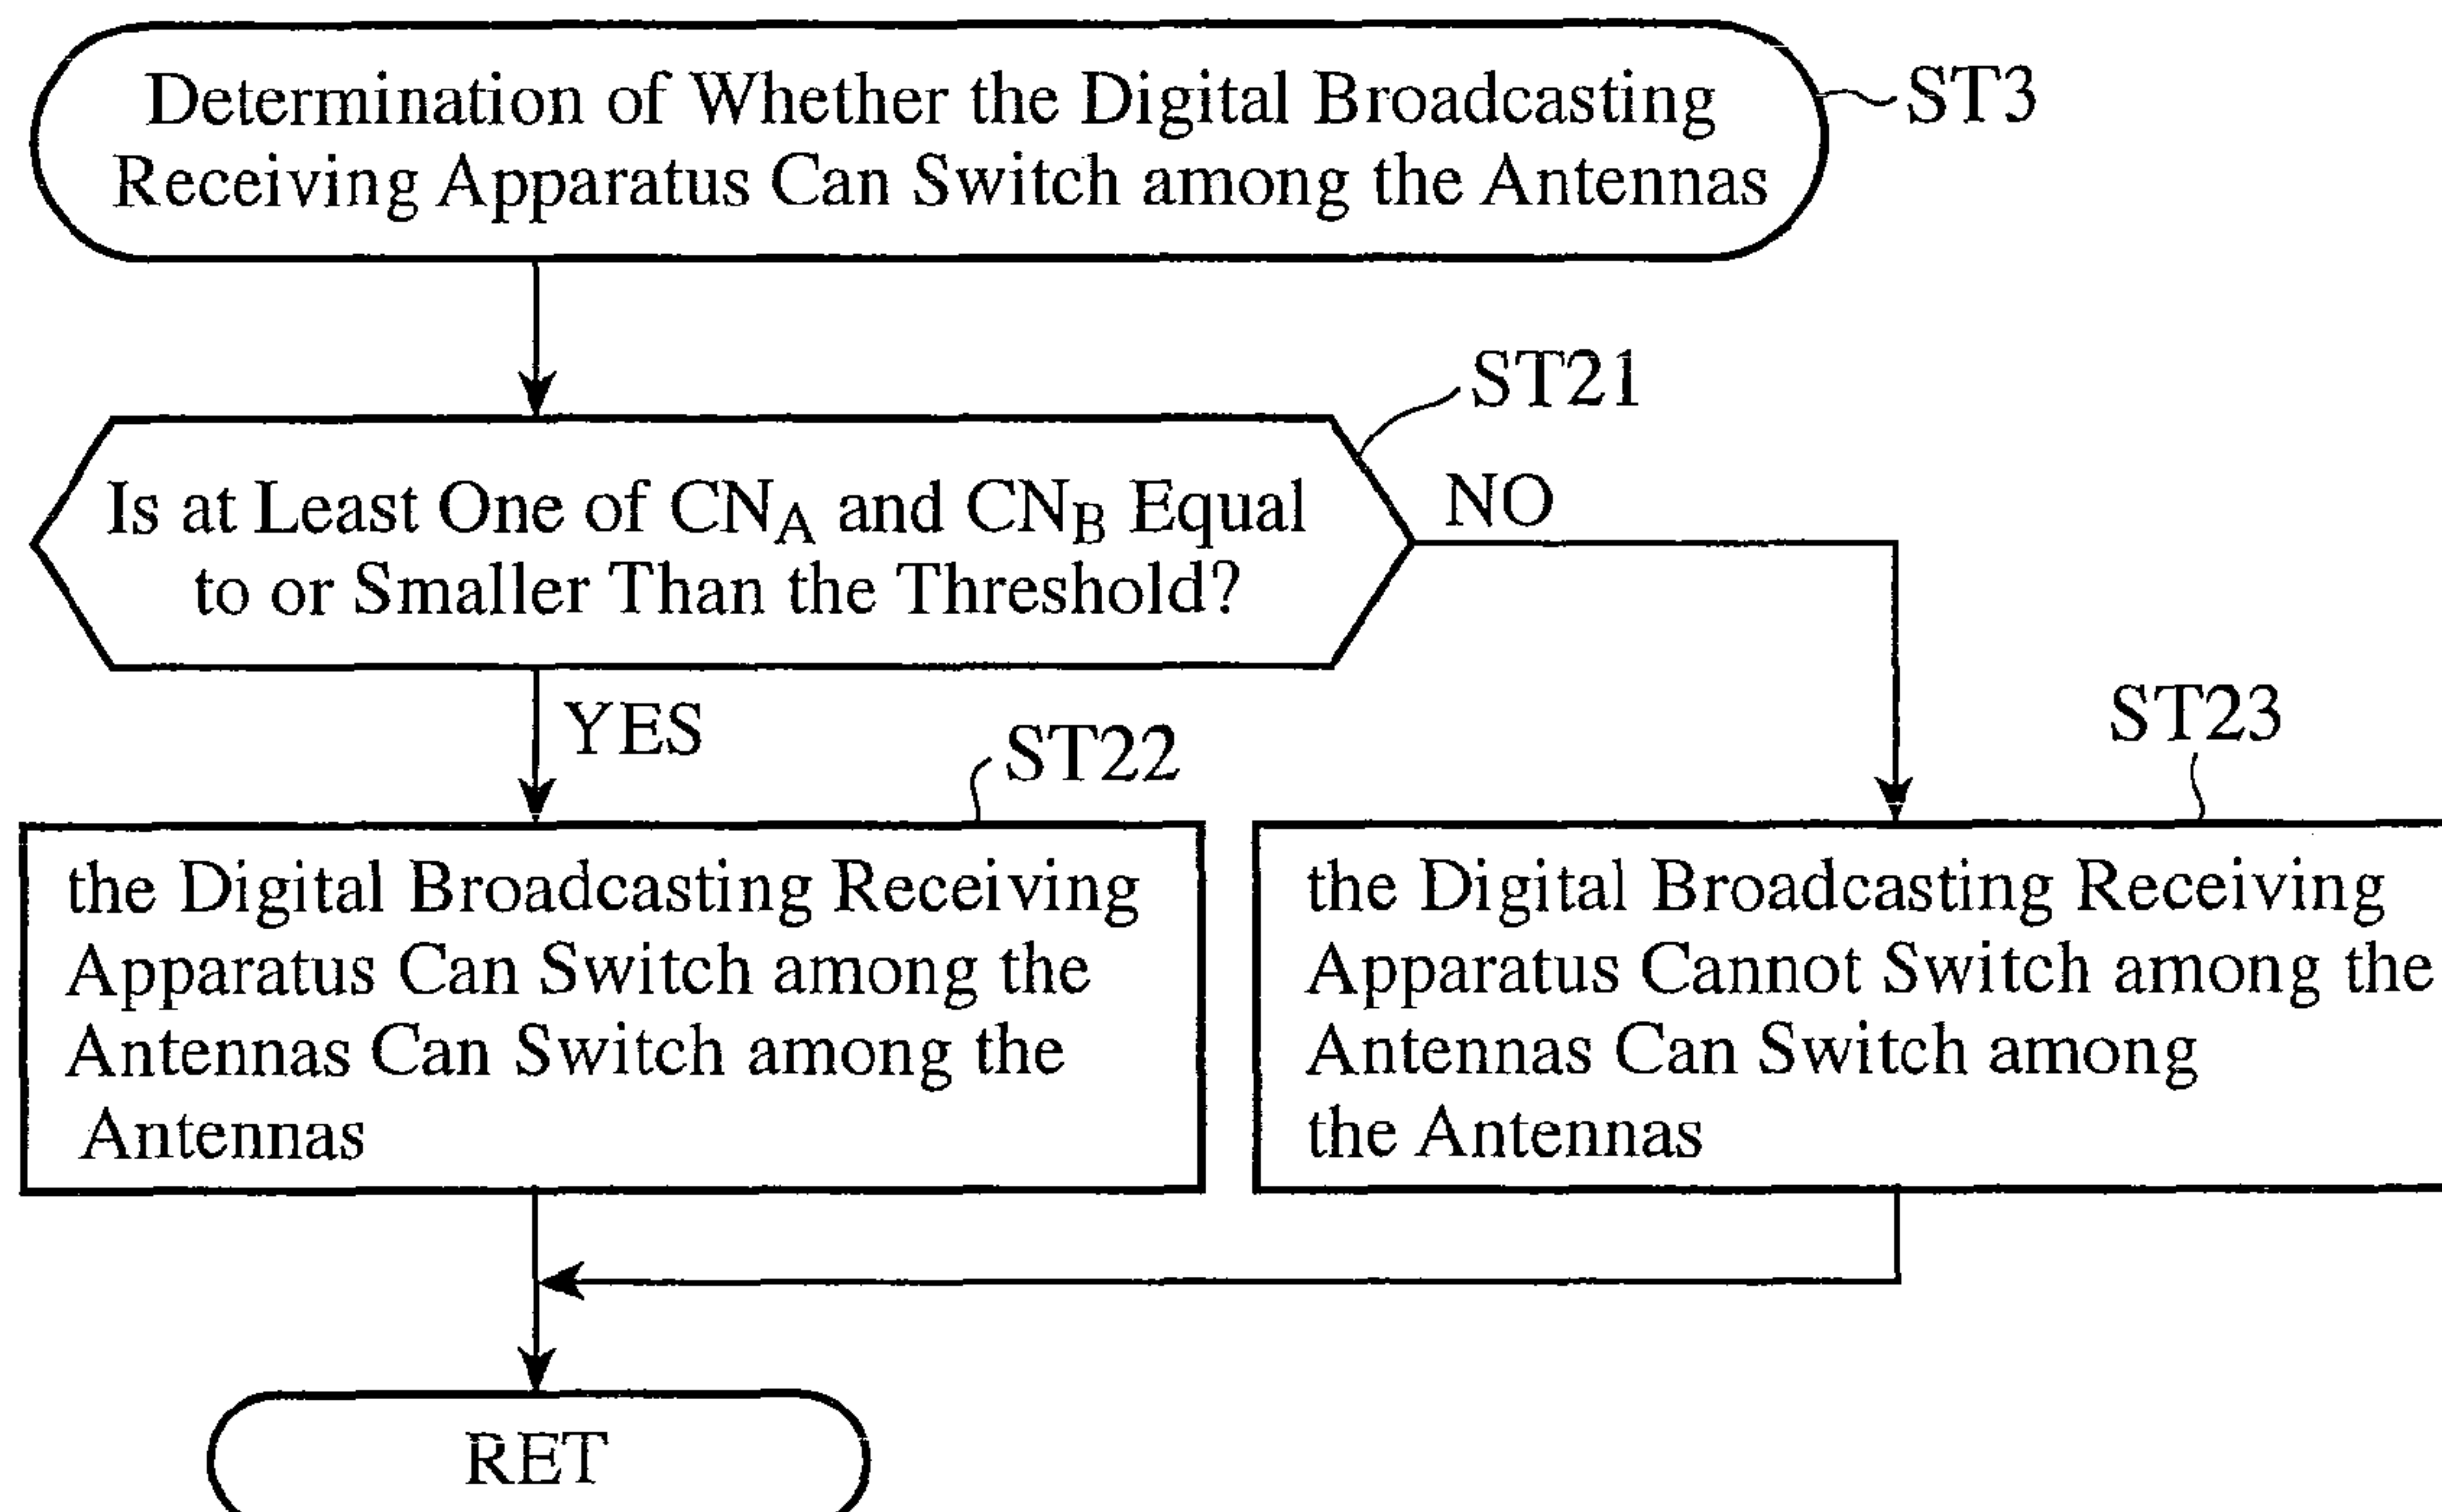 Determination of Whether the Digital Broadcasting
Receiving Apparatus Can Switch among the Antennas
ST3
ST21
Is at Least One of CNA and CNB Equal
to or Smaller Than the Threshold?
NO
YES
ST22
ST23
the Digital Broadcasting Receiving
Apparatus Can Switch among the
Antennas Can Switch among the
Antennas
the Digital Broadcasting Receiving
Apparatus Cannot Switch among the
Antennas Can Switch among
the Antennas
RET